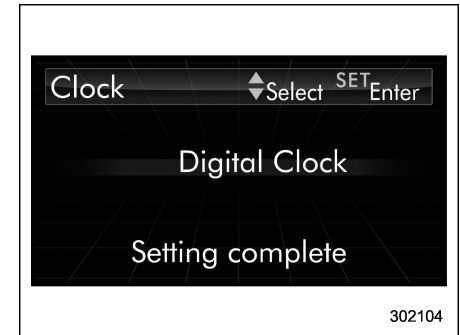 Clock Select SET Enter
Digital Clock
Setting complete
302104